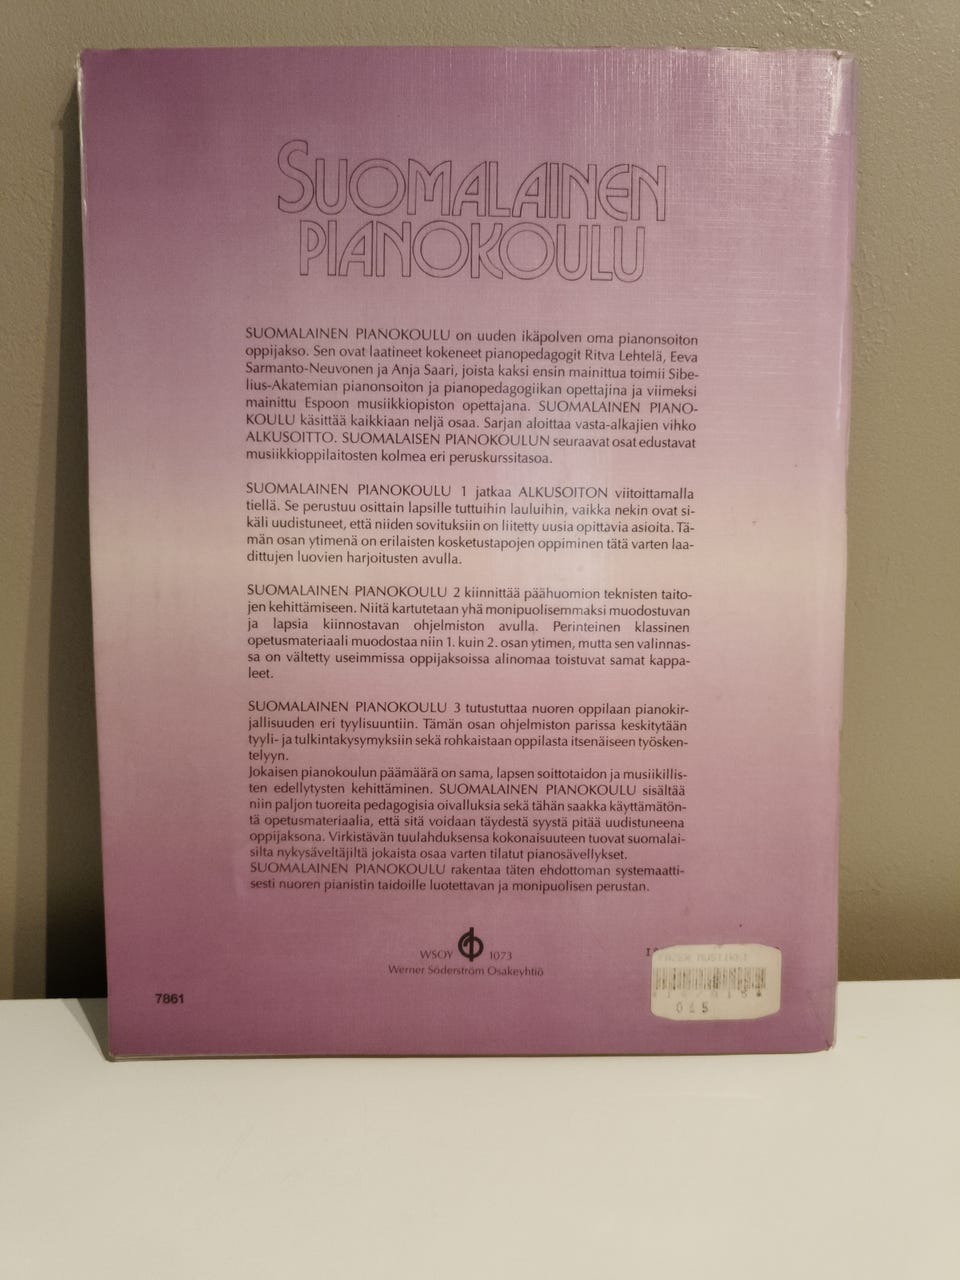 SUOMALAINEN
PIANOKOULU
SUOMALAINEN PIANOKOULU on uuden ikäpolven oma pianonsoiton
oppijakso. Sen ovat laatineet kokeneet pianopedagogit Ritva Lehtelä, Eeva
Sarmanto-Neuvonen ja Anja Saari, joista kaksi ensin mainittua toimii Sibe-
lius-Akatemian pianonsoiton ja pianopedagogiikan opettajina ja viimeksi
mainittu Espoon musiikkiopiston opettajana. SUOMALAINEN PIANO-
KOULU käsittää kaikkiaan neljä osaa. Sarjan aloittaa vasta-alkajien vihko
ALKUSOITTO. SUOMALAISEN PIANOKOULUN seuraavat osat edustavat
musiikkioppilaitosten kolmea eri peruskurssitasoa.
SUOMALAINEN PIANOKOULU 1 jatkaa ALKUSOITON viitoittamalla
tiellä. Se perustuu osittain lapsille tuttuihin lauluihin, vaikka nekin ovat si-
käli uudistuneet, että niiden sovituksiin on liitetty uusia opittavia asioita. Tä-
män osan ytimenä on erilaisten kosketustapojen oppiminen tätä varten laa-
dittujen luovien harjoitusten avulla.
SUOMALAINEN PIANOKOULU 2 kiinnittää päähuomion teknisten taito-
jen kehittämiseen. Niitä kartutetaan yhä monipuolisemmaksi muodostuvan
ja lapsia kiinnostavan ohjelmiston avulla. Perinteinen klassinen
opetusmateriaali muodostaa niin 1. kuin 2. osan ytimen, mutta sen valinnas-
sa on vältetty useimmissa oppijaksoissa alinomaa toistuvat samat kappa-
leet.
SUOMALAINEN PIANOKOULU 3 tutustuttaa nuoren oppilaan pianokir-
jallisuuden eri tyylisuuntiin. Tämän osan ohjelmiston parissa keskitytään
tyyli- ja tulkintakysymyksiin sekä rohkaistaan oppilasta itsenäiseen työsken-
telyyn.
Jokaisen pianokoulun päämäärä on sama, lapsen soittotaidon ja musiikillis-
ten edellytysten kehittäminen. SUOMALAINEN PIANOKOULU sisältää
niin paljon tuoreita pedagogisia oivalluksia sekä tähän saakka käyttämätön-
tä opetusmateriaalia, että sitä voidaan täydestä syystä pitää uudistuneena
oppijaksona. Virkistävän tuulahduksensa kokonaisuuteen tuovat suomalai-
silta nykysäveltäjiltä jokaista osaa varten tilatut pianosävellykset.
SUOMALAINEN PIANOKOULU rakentaa täten ehdottoman systemaatti-
sesti nuoren pianistin taidoille luotettavan ja monipuolisen perustan.
WSOY 1073
Werner Söderström Osakeyhtiö
7861